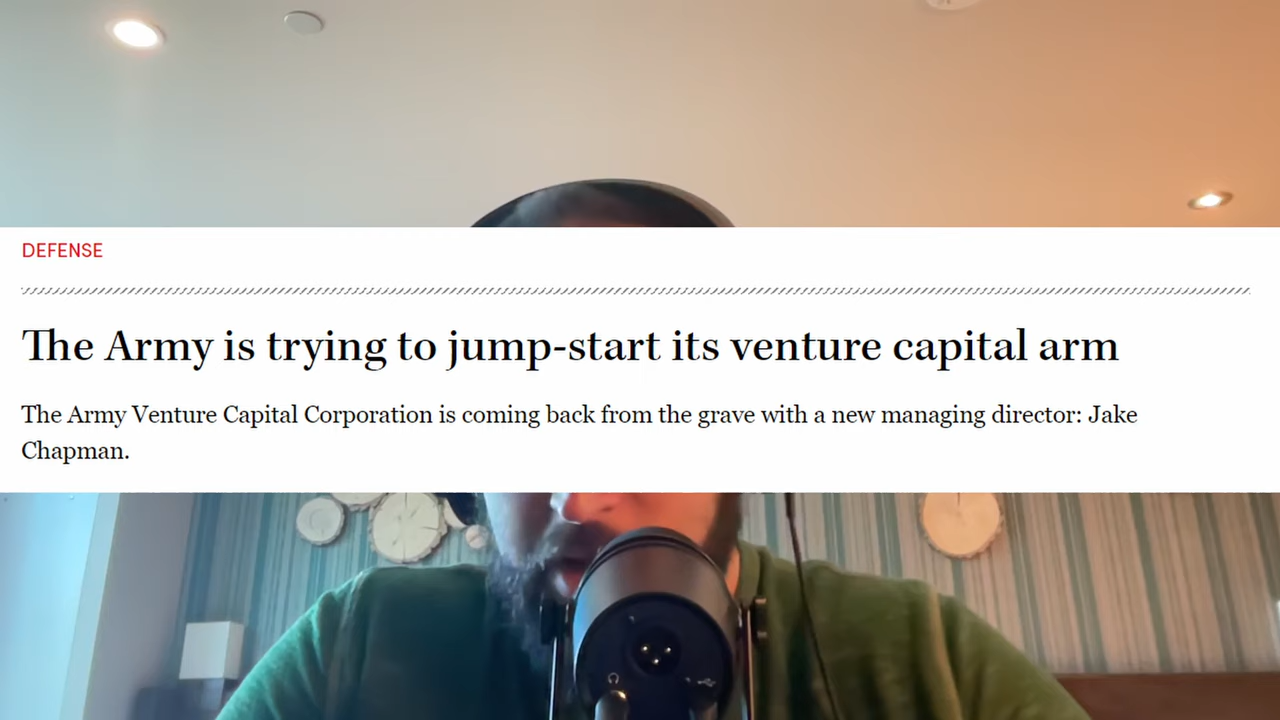 DEFENSE
The Army is trying to jump-start its venture capital arm
The Army Venture Capital Corporation is coming back from the grave with a new managing director: Jake
Chapman.